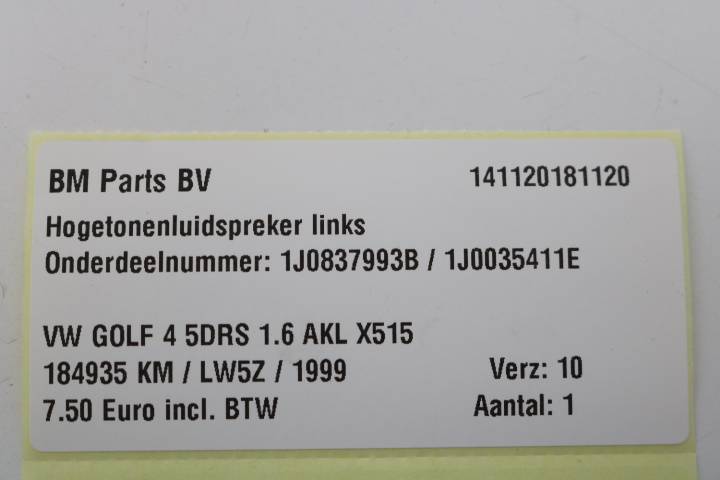 BM Parts BV 141120181120
Hogetonenluidspreker links
Onderdeelnummer: 1J0837993B / 1J0035411E
VW GOLF 4 5DRS 1.6 AKL X515
184935 KM / LW5Z / 1999 Verz: 10
7.50 Euro incl. BTW Aantal: 1